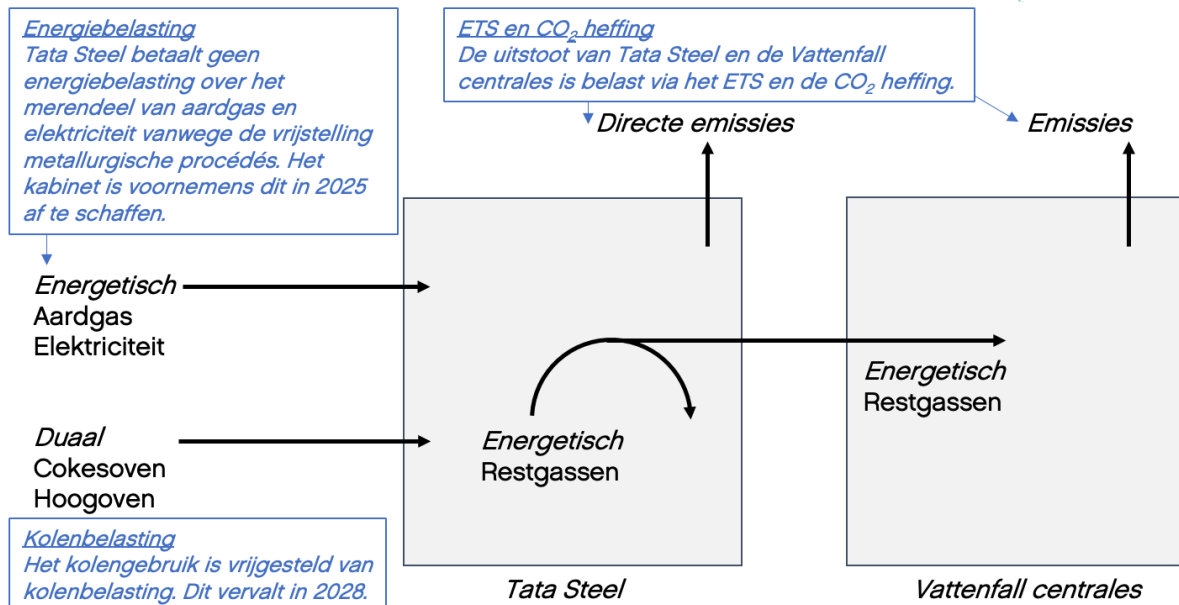 Energiebelasting
Tata Steel betaalt geen
energiebelasting over het
merendeel van aardgas en
elektriciteit vanwege de vrijstelling
metallurgische procédés. Het
kabinet is voornemens dit in 2025
af te schaffen.
ETS en CO₂ heffing
De uitstoot van Tata Steel en de Vattenfall
centrales is belast via het ETS en de CO₂ heffing.
Directe emissies
Emissies
Energetisch
Aardgas
Elektriciteit
Duaal
Cokesoven
Hoogoven
Energetisch
Restgassen
Energetisch
Restgassen
Kolenbelasting
Het kolengebruik is vrijgesteld van
kolenbelasting. Dit vervalt in 2028.
Tata Steel
Vattenfall centrales